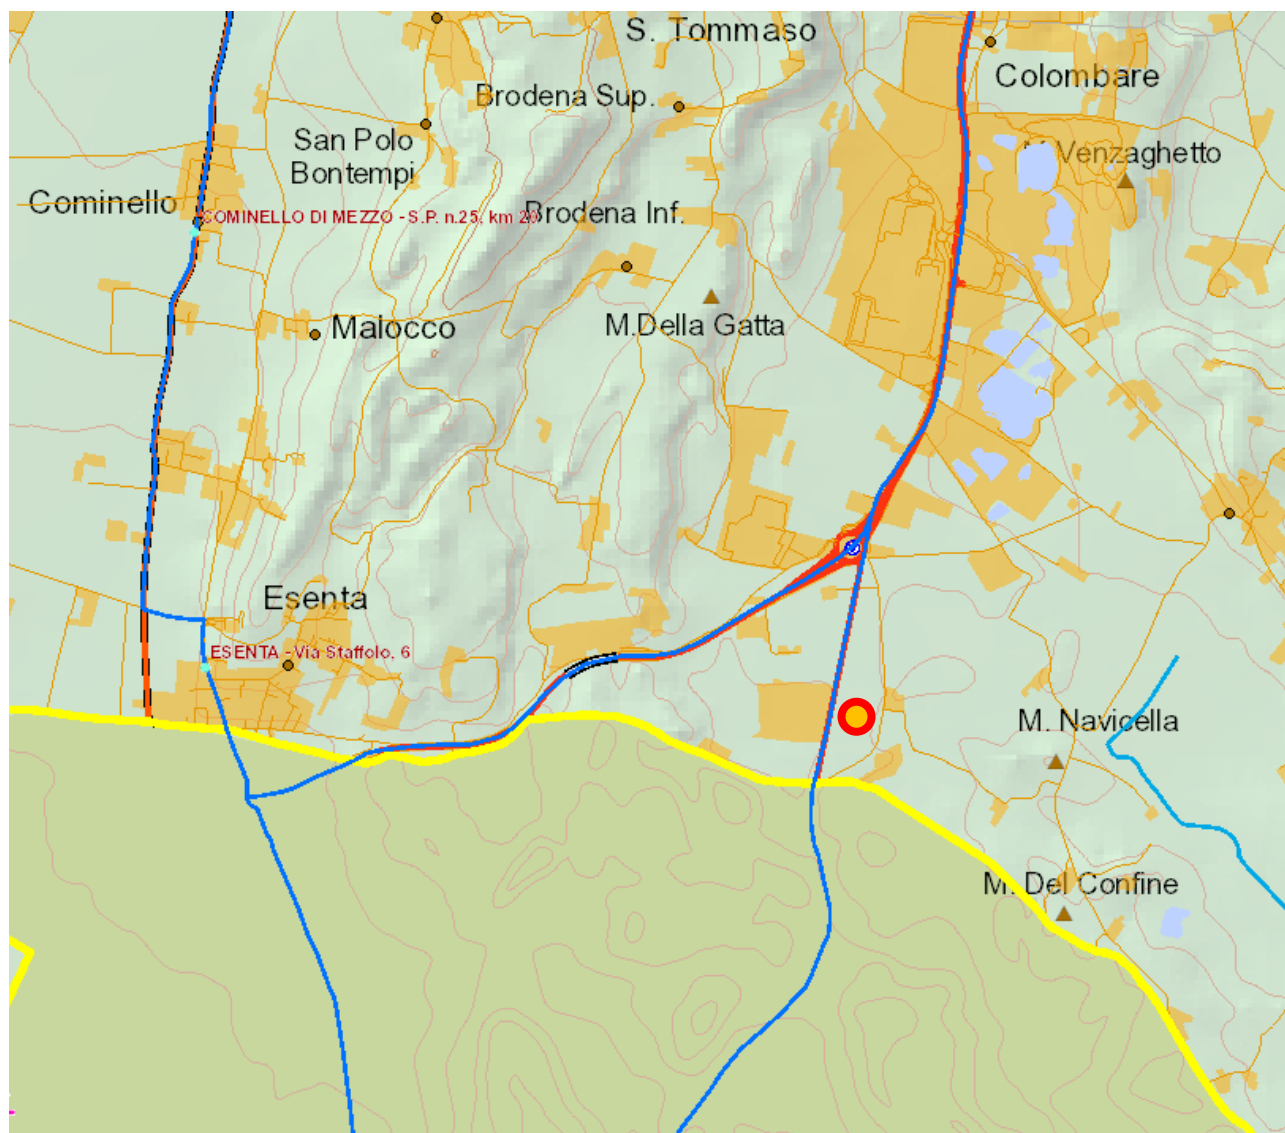 S. Tommaso
Colombare
Brodena Sup.
San Polo
Bontempi
Venzaghetto
Cominello
COMINELLO DI MEZZO - S.P. n.25, km 20
Brodena Inf.
M.Della Gatta
Maiocco
Esenta
ESENTA - Via Staffolo, 6
M. Navicella
M. Del Confine